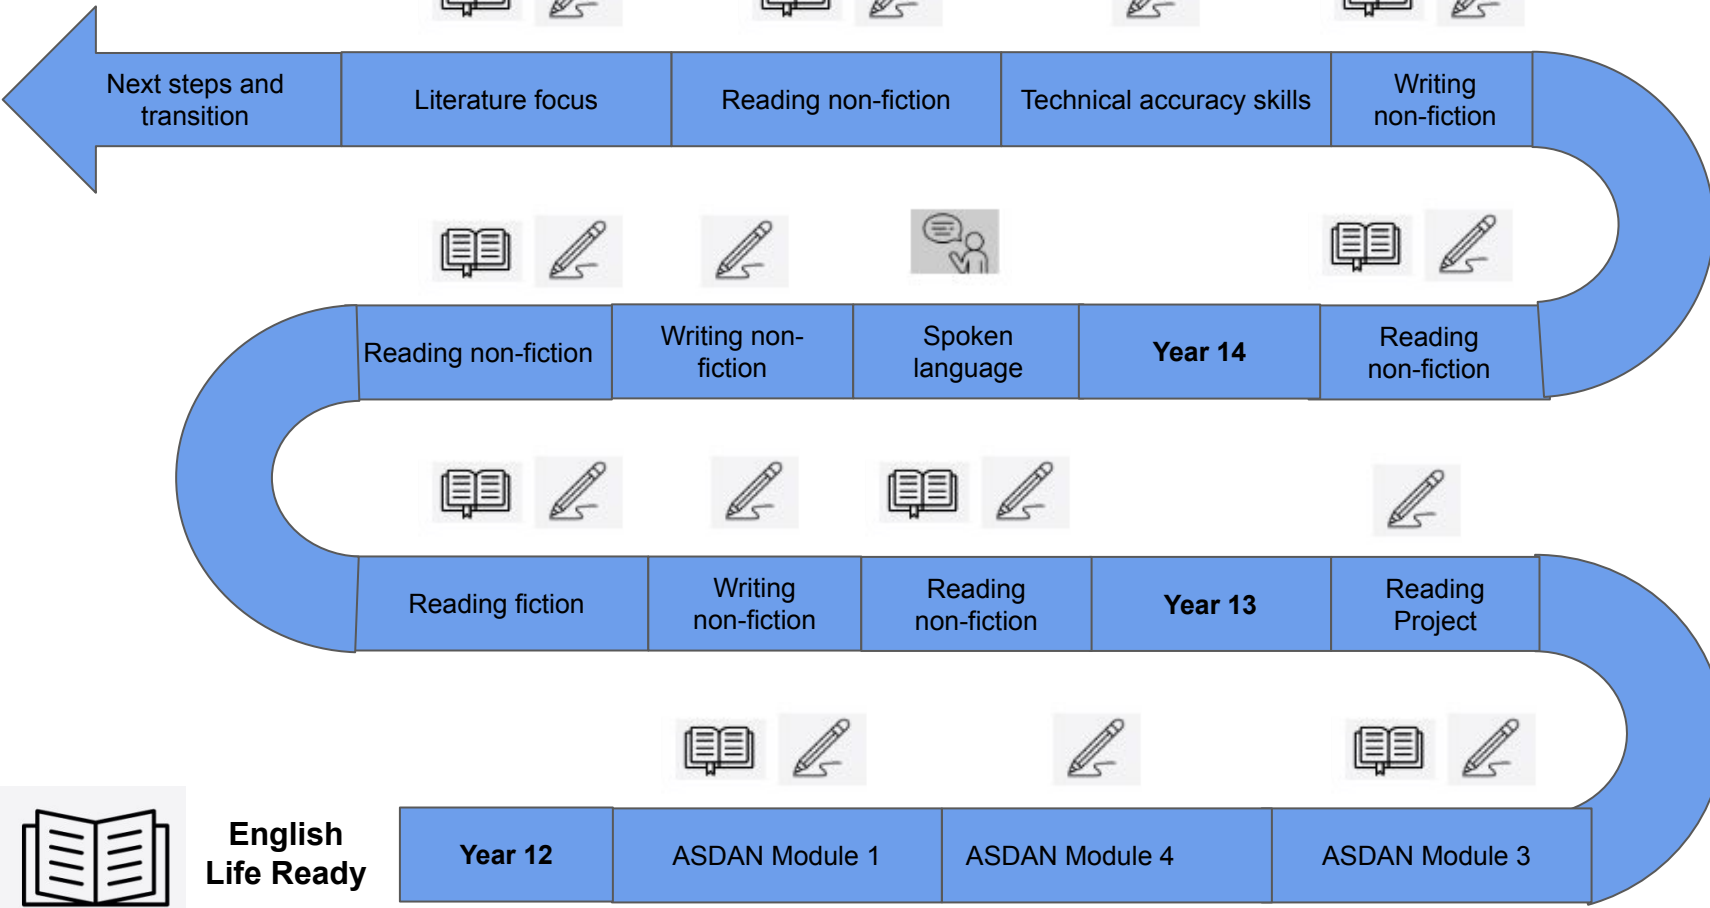 Next steps and
transition
Literature focus
Reading non-fiction
Technical accuracy skills
Writing
non-fiction
Reading non-fiction
Writing non-
fiction
Spoken
language
Year 14
Reading
non-fiction
Reading fiction
Writing
non-fiction
Reading
non-fiction
Year 13
Reading
Project
English
Life Ready
Year 12
ASDAN Module 1
ASDAN Module 4
ASDAN Module 3